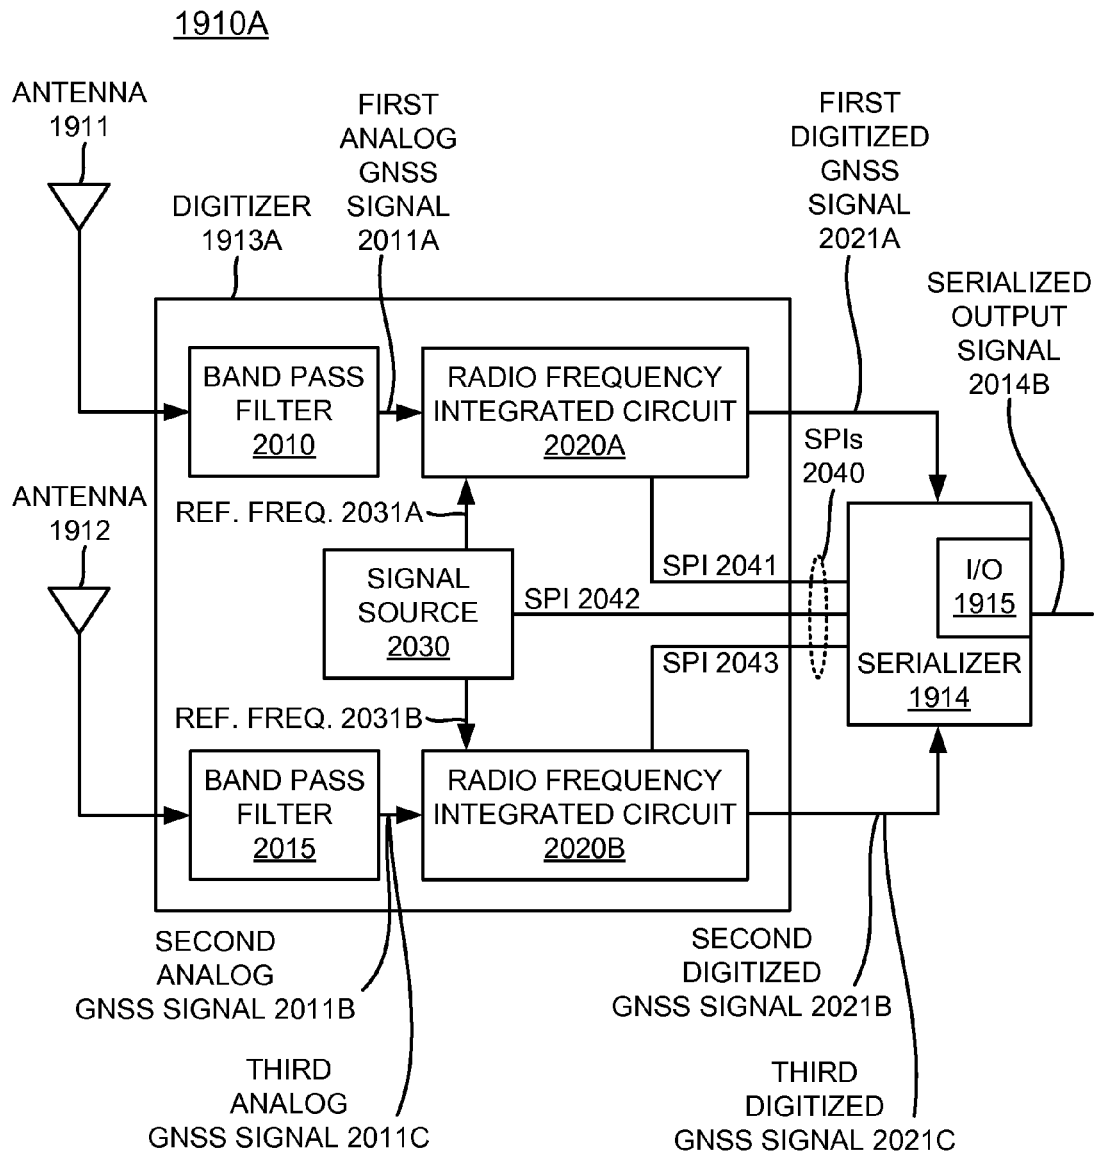 1910A
ANTENNA
1911
FIRST
ANALOG
GNSS
SIGNAL
2011A
FIRST
DIGITIZED
GNSS
SIGNAL
2021A
DIGITIZER
1913A
SERIALIZED
OUTPUT
SIGNAL
2014B
BAND PASS
FILTER
2010
RADIO FREQUENCY
INTEGRATED CIRCUIT
2020A
SPIs
2040
ANTENNA
1912
REF. FREQ. 2031A
SIGNAL
SOURCE
2030
SPI 2041
SPI 2042
SPI 2043
I/O
1915
SERIALIZER
1914
REF. FREQ. 2031B
BAND PASS
FILTER
2015
RADIO FREQUENCY
INTEGRATED CIRCUIT
2020B
SECOND
ANALOG
GNSS SIGNAL 2011B
SECOND
DIGITIZED
GNSS SIGNAL 2021B
THIRD
ANALOG
GNSS SIGNAL 2011C
THIRD
DIGITIZED
GNSS SIGNAL 2021C